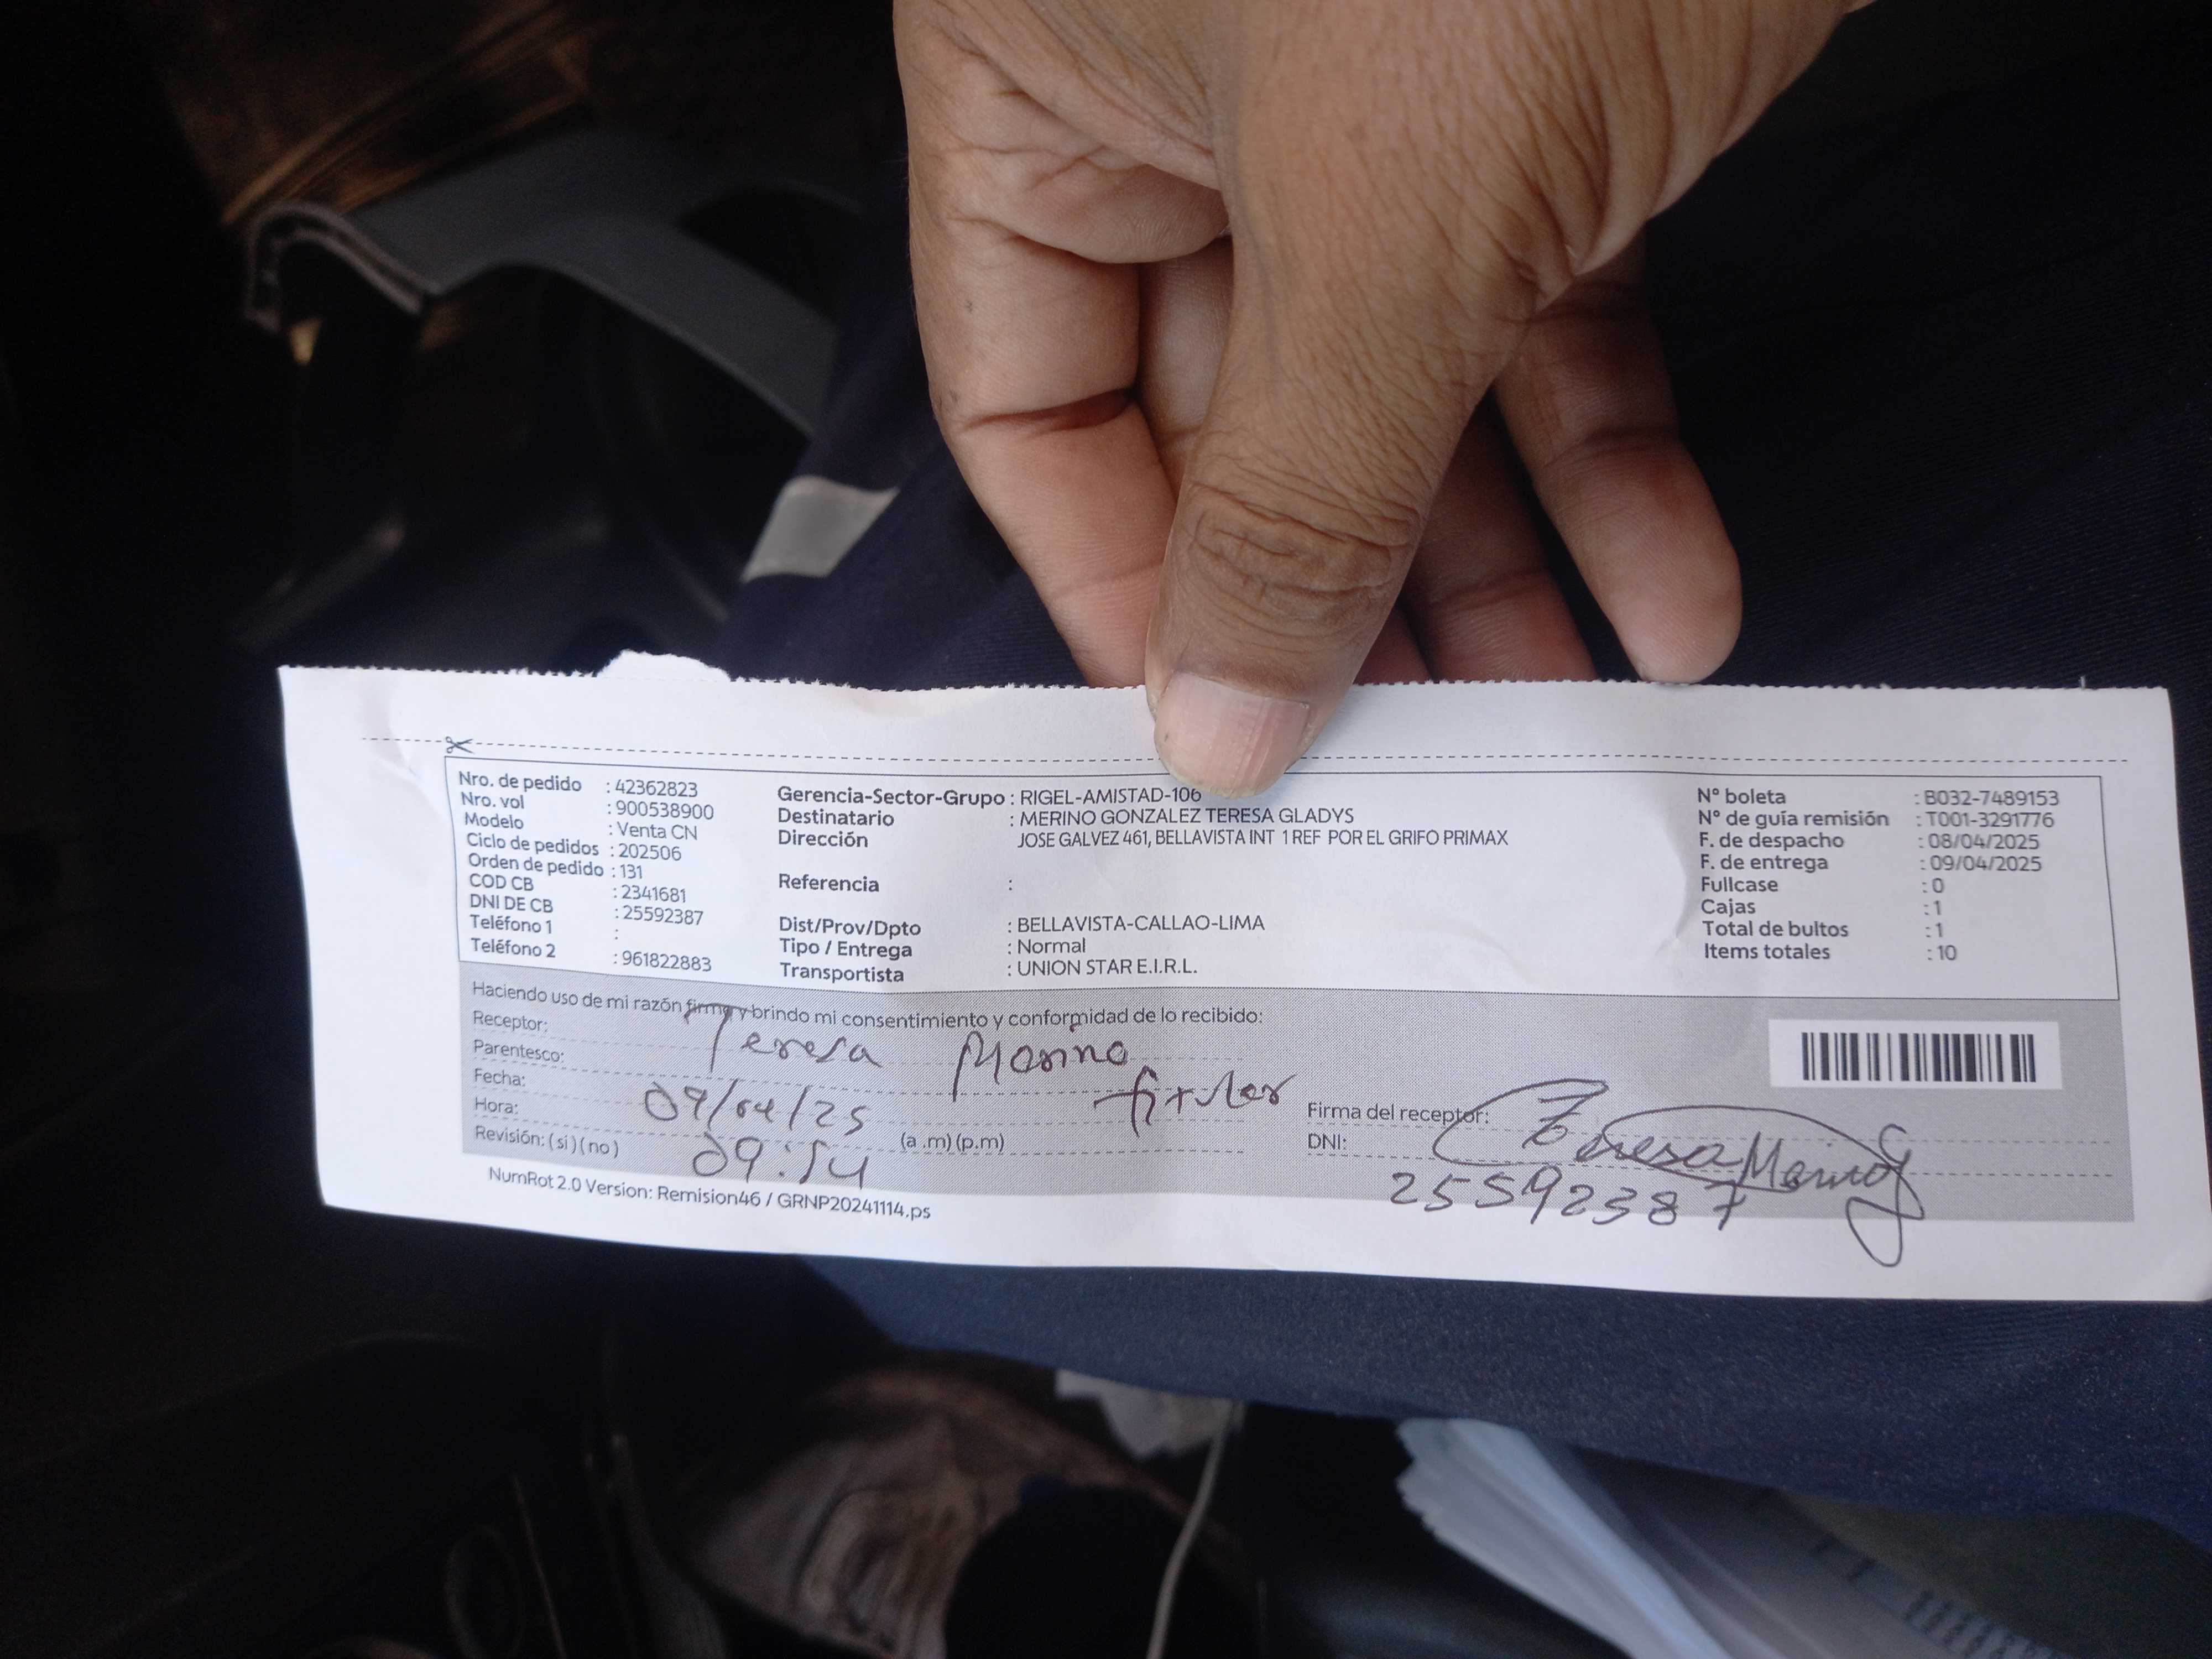 Nro. de pedido : 42362823
Nro. vol : 900538900
Modelo : Venta CN
Ciclo de pedidos : 202506
Orden de pedido : 131
COD CB : 2341681
DNI DE CB : 25592387
Teléfono 1 :
Teléfono 2 : 961822883
Gerencia-Sector-Grupo : RIGEL-AMISTAD-106
Destinatario : MERINO GONZALEZ TERESA GLADYS
Dirección JOSE GALVEZ 461, BELLAVISTA INT 1 REF POR EL GRIFO PRIMAX
Referencia :
Dist/Prov/Dpto : BELLAVISTA-CALLAO-LIMA
Tipo / Entrega : Normal
Transportista : UNION STAR E.I.R.L.
N° boleta : B032-7489153
N° de guía remisión : T001-3291776
F. de despacho : 08/04/2025
F. de entrega : 09/04/2025
Fullcase : 0
Cajas : 1
Total de bultos : 1
Items totales : 10
Haciendo uso de mi razón firmo y brindo mi consentimiento y conformidad de lo recibido:
Receptor: Teresa Merino
Parentesco: titular
Fecha: 09/04/25
Hora: 09:54 (a .m) (p.m)
Revisión: ( si ) ( no )
Firma del receptor: Teresa Merino
DNI: 25592387
NumRot 2.0 Version: Remision46 / GRNP20241114.ps